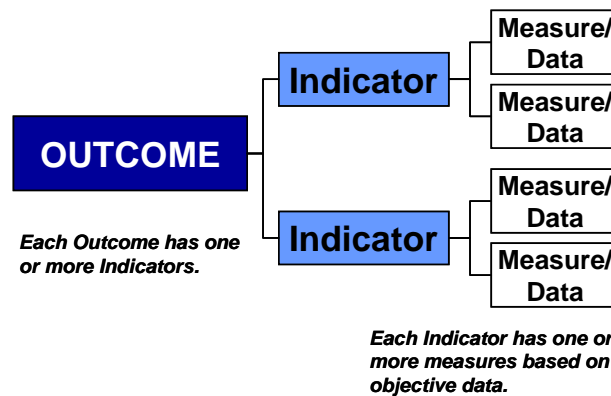 Measure/
Data
Indicator
Measure/
Data
OUTCOME
Measure/
Data
Indicator
Measure/
Data
Each Outcome has one
or more Indicators.
Each Indicator has one or
more measures based on
objective data.